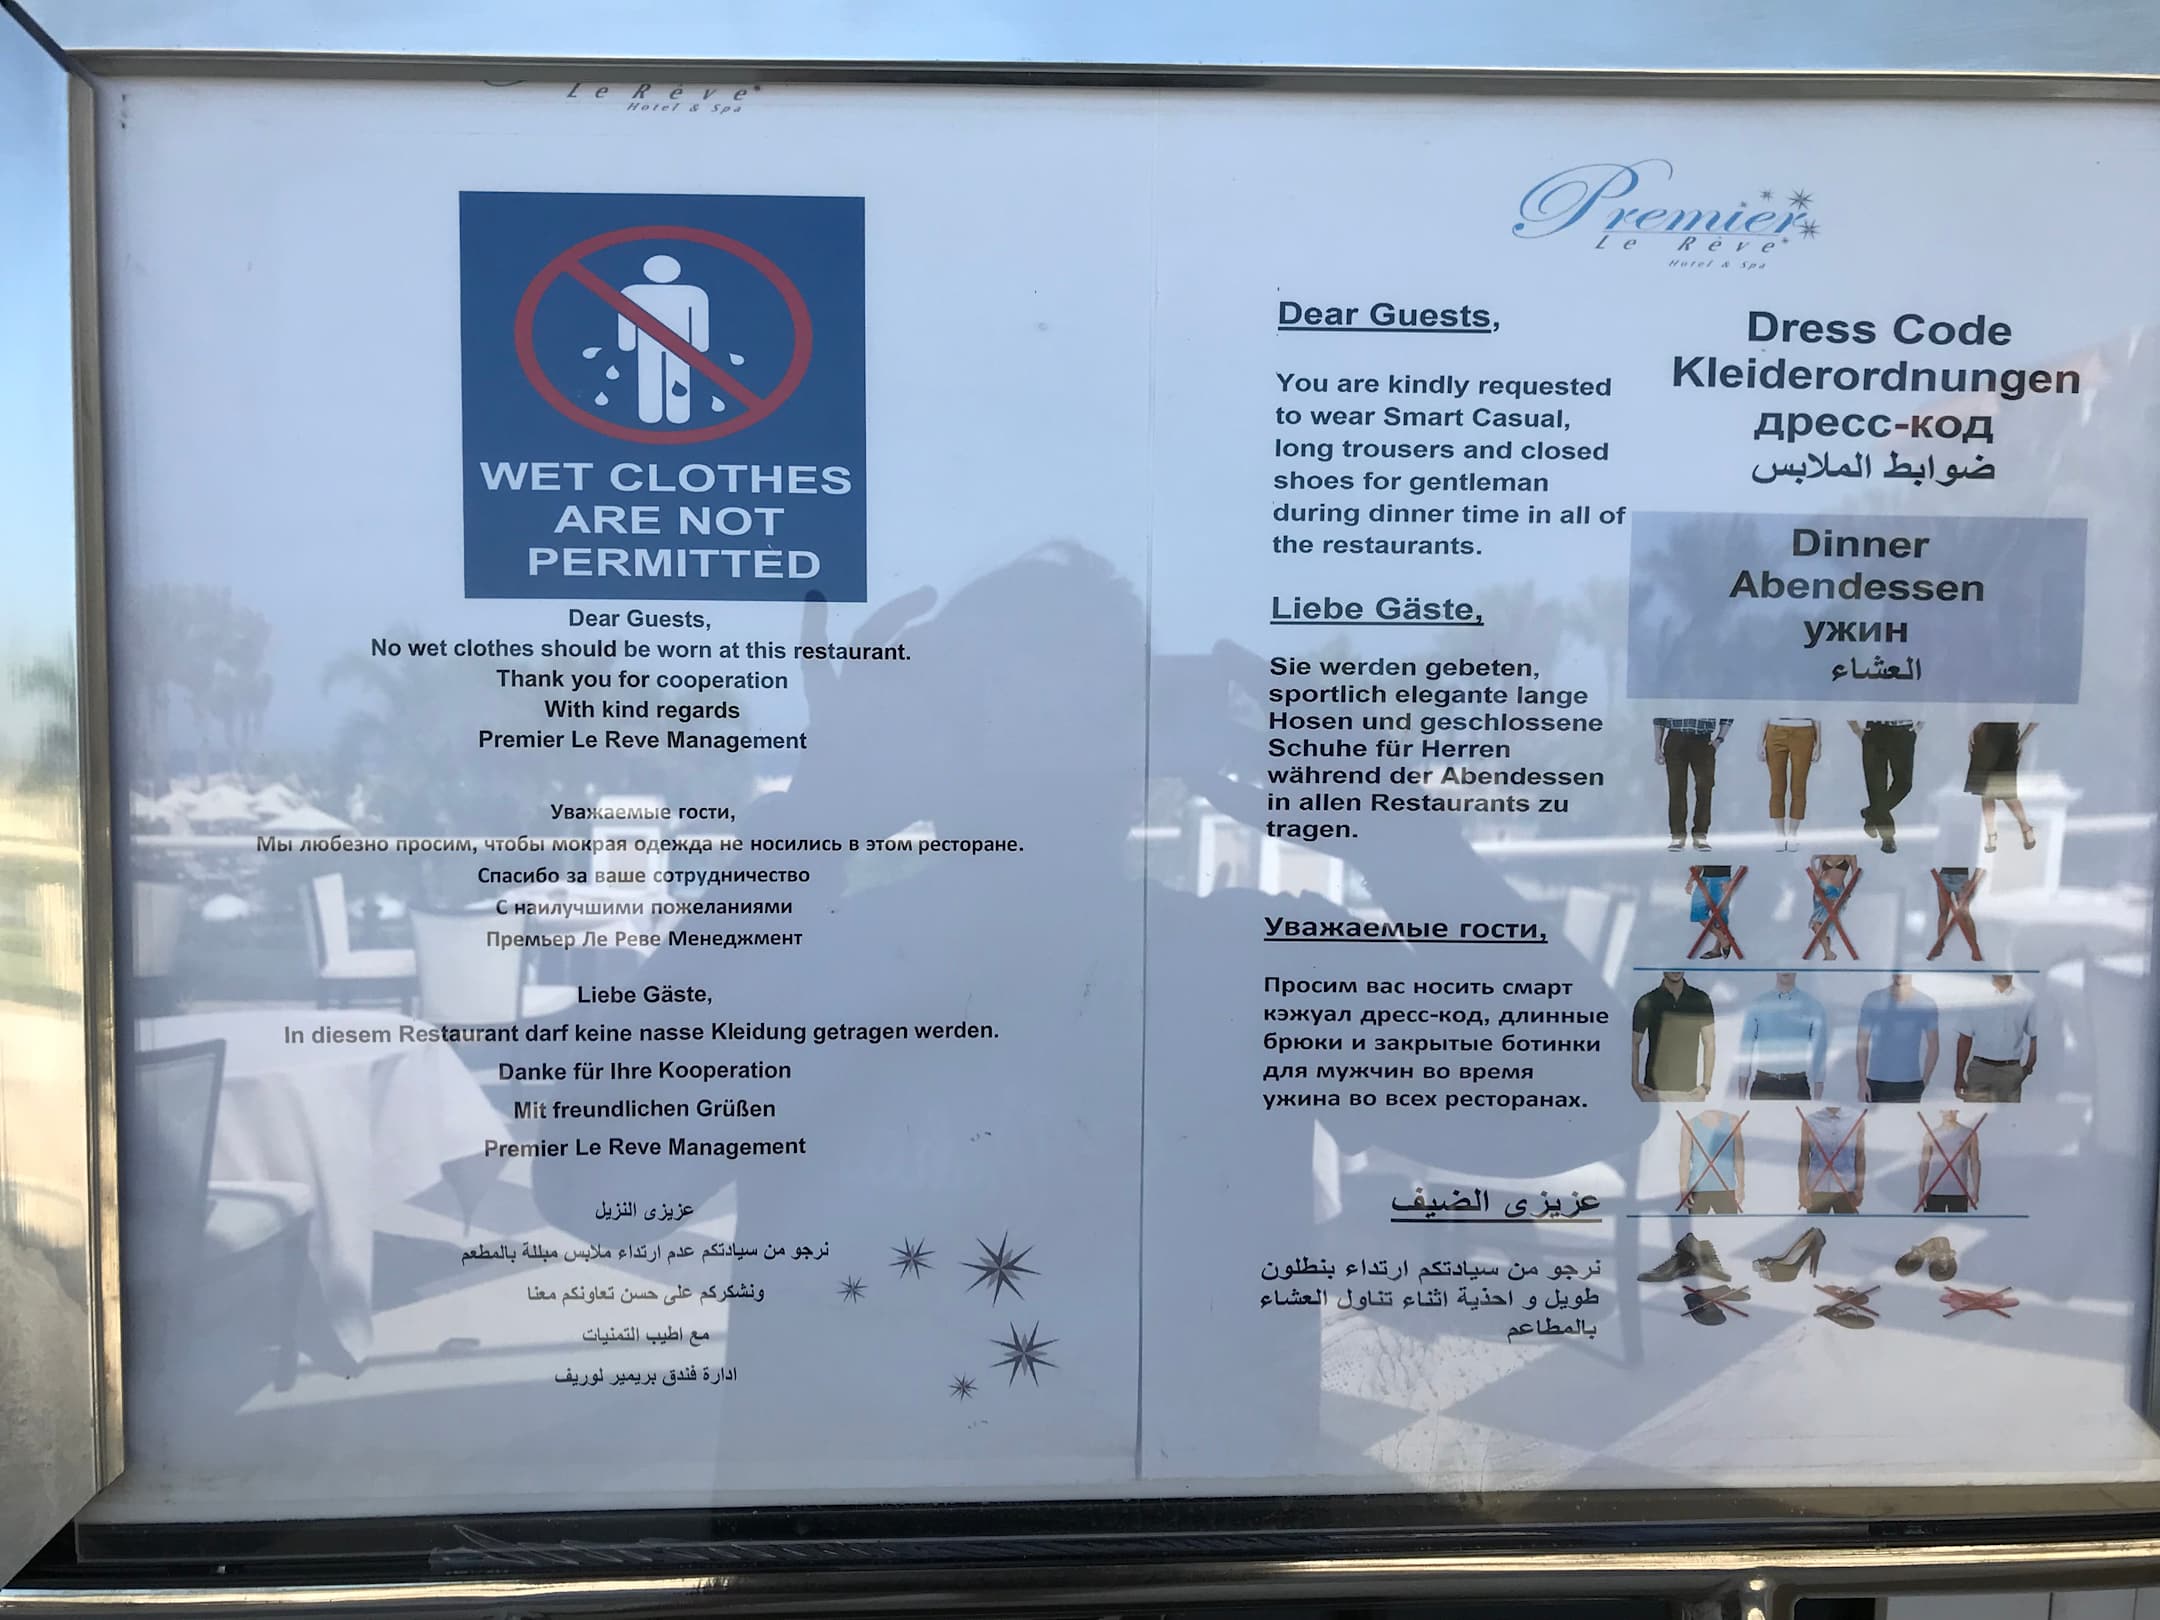 Le Rêve
Hotel & Spa
WET CLOTHES
ARE NOT
PERMITTED
Dear Guests,
No wet clothes should be worn at this restaurant.
Thank you for cooperation
With kind regards
Premier Le Reve Management
Уважаемые гости,
Мы любезно просим, чтобы мокрая одежда не носились в этом ресторане.
Спасибо за ваше сотрудничество
С наилучшими пожеланиями
Премьер Ле Реве Менеджмент
Liebe Gäste,
In diesem Restaurant darf keine nasse Kleidung getragen werden.
Danke für Ihre Kooperation
Mit freundlichen Grüßen
Premier Le Reve Management
عزيزى النزيل
نرجو من سيادتكم عدم ارتداء ملابس مبللة بالمطعم
ونشكركم على حسن تعاونكم معنا
مع اطيب التمنيات
ادارة فندق بريمير لوريف
Premier
Le Rêve
Hotel & Spa
Dear Guests,
You are kindly requested
to wear Smart Casual,
long trousers and closed
shoes for gentleman
during dinner time in all of
the restaurants.
Liebe Gäste,
Sie werden gebeten,
sportlich elegante lange
Hosen und geschlossene
Schuhe für Herren
während der Abendessen
in allen Restaurants zu
tragen.
Уважаемые гости,
Просим вас носить смарт
кэжуал дресс-код, длинные
брюки и закрытые ботинки
для мужчин во время
ужина во всех ресторанах.
عزيزى الضيف
نرجو من سيادتكم ارتداء بنطلون
طويل و احذية اثناء تناول العشاء
بالمطاعم
Dress Code
Kleiderordnungen
дресс-код
ضوابط الملابس
Dinner
Abendessen
ужин
العشاء